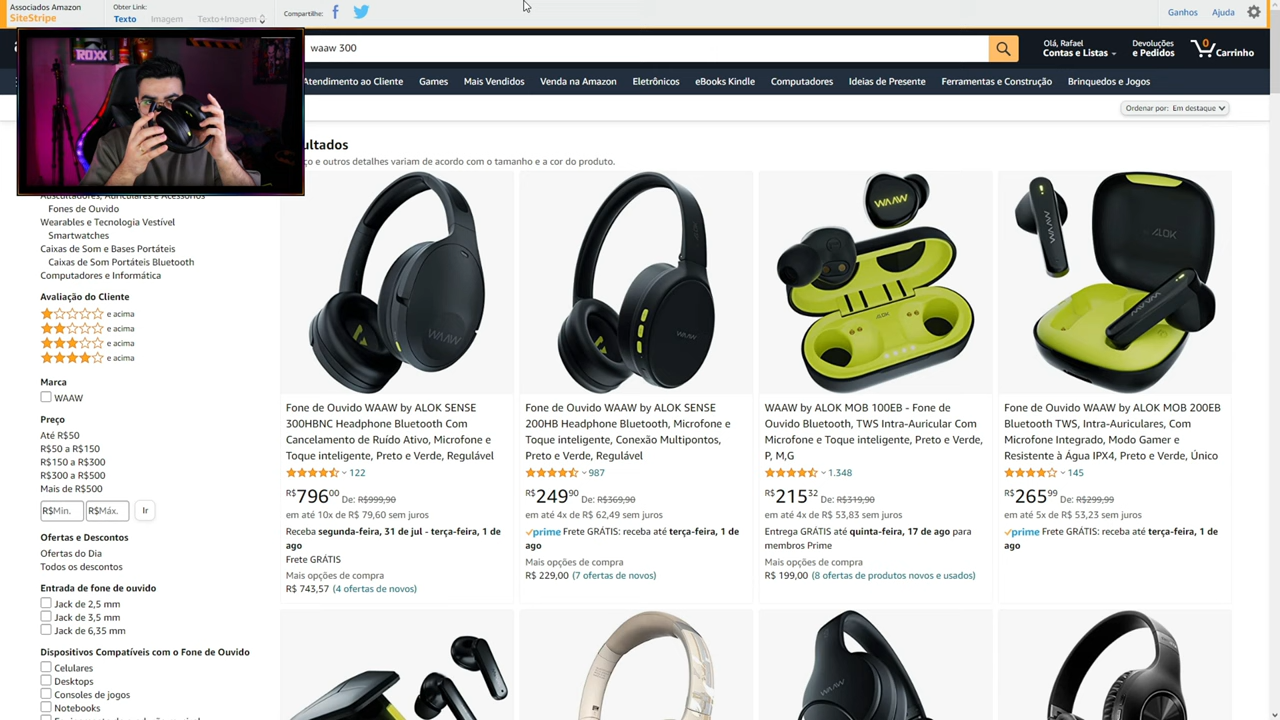 Associados Amazon
SiteStripe
Obter Link:
Texto
Imagem
Texto+Imagem
Compartilhe:
Ganhos
Ajuda
waaw 300
Olá, Rafael
Contas e Listas
Devoluções
e Pedidos
0
Carrinho
Atendimento ao Cliente
Games
Mais Vendidos
Venda na Amazon
Eletrônicos
eBooks Kindle
Computadores
Ideias de Presente
Ferramentas e Construção
Brinquedos e Jogos
Ordenar por: Em destaque
ROXX
ultados
ço e outros detalhes variam de acordo com o tamanho e a cor do produto.
Auscultadores, Auriculares e Acessórios
Fones de Ouvido
Wearables e Tecnologia Vestível
Smartwatches
Caixas de Som e Bases Portáteis
Caixas de Som Portáteis Bluetooth
Computadores e Informática
Avaliação do Cliente
e acima
e acima
e acima
e acima
Marca
WAAW
Preço
Até R$50
R$50 a R$150
R$150 a R$300
R$300 a R$500
Mais de R$500
R$Mín.
R$Máx.
Ir
Ofertas e Descontos
Ofertas do Dia
Todos os descontos
Entrada de fone de ouvido
Jack de 2,5 mm
Jack de 3,5 mm
Jack de 6,35 mm
Dispositivos Compatíveis com o Fone de Ouvido
Celulares
Desktops
Consoles de jogos
Notebooks
WAAW
Fone de Ouvido WAAW by ALOK SENSE
300HBNC Headphone Bluetooth Com
Cancelamento de Ruído Ativo, Microfone e
Toque inteligente, Preto e Verde, Regulável
122
R$79600 De: R$999,90
em até 10x de R$ 79,60 sem juros
Receba segunda-feira, 31 de jul - terça-feira, 1 de
ago
Frete GRÁTIS
Mais opções de compra
R$ 743,57 (4 ofertas de novos)
WAAW
Fone de Ouvido WAAW by ALOK SENSE
200HB Headphone Bluetooth, Microfone e
Toque inteligente, Conexão Multipontos,
Preto e Verde, Regulável
987
R$24990 De: R$369,90
em até 4x de R$ 62,49 sem juros
prime Frete GRÁTIS: receba até terça-feira, 1 de
ago
Mais opções de compra
R$ 229,00 (7 ofertas de novos)
WAAW
ALOK
WAAW by ALOK MOB 100EB - Fone de
Ouvido Bluetooth, TWS Intra-Auricular Com
Microfone e Toque inteligente, Preto e Verde,
P, M,G
1.348
R$21532 De: R$319,90
em até 4x de R$ 53,83 sem juros
Entrega GRÁTIS até quinta-feira, 17 de ago para
membros Prime
Mais opções de compra
R$ 199,00 (8 ofertas de produtos novos e usados)
WAAW
ALOK
WAAW
Fone de Ouvido WAAW by ALOK MOB 200EB
Bluetooth TWS, Intra-Auriculares, Com
Microfone Integrado, Modo Gamer e
Resistente à Água IPX4, Preto e Verde, Único
145
R$26599 De: R$299,99
em até 5x de R$ 53,23 sem juros
prime Frete GRÁTIS: receba até terça-feira, 1 de
ago
WAAW